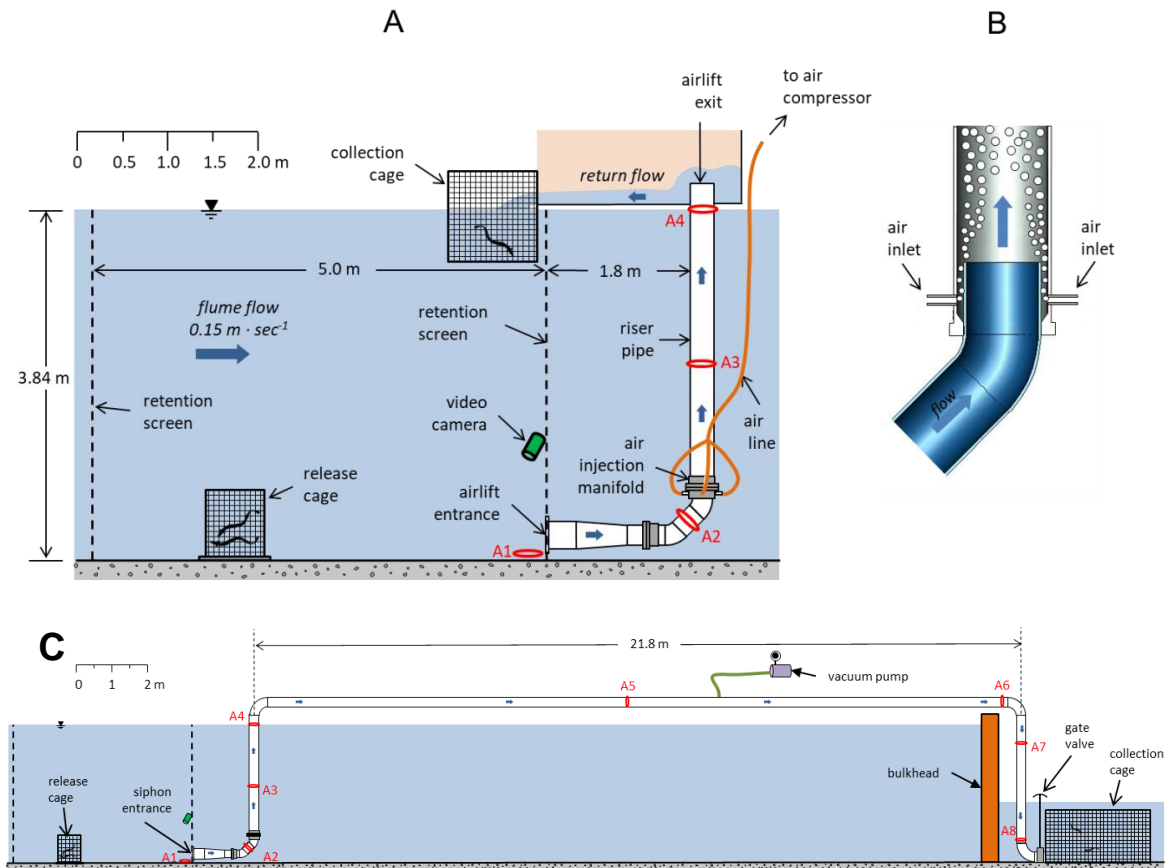 A
B
airlift
exit
to air
compressor
0 0.5 1.0 1.5 2.0 m
collection
cage
return flow
A4
air
inlet
air
inlet
5.0 m
1.8 m
flume flow
0.15 m · sec-1
retention
screen
riser
pipe
A3
3.84 m
retention
screen
video
camera
air
line
flow
release
cage
air
injection
manifold
airlift
entrance
A1
A2
C
21.8 m
0 1 2 m
vacuum pump
A4
A5
A6
A7
gate
valve
collection
cage
release
cage
siphon
entrance
A3
bulkhead
A1
A2
A8